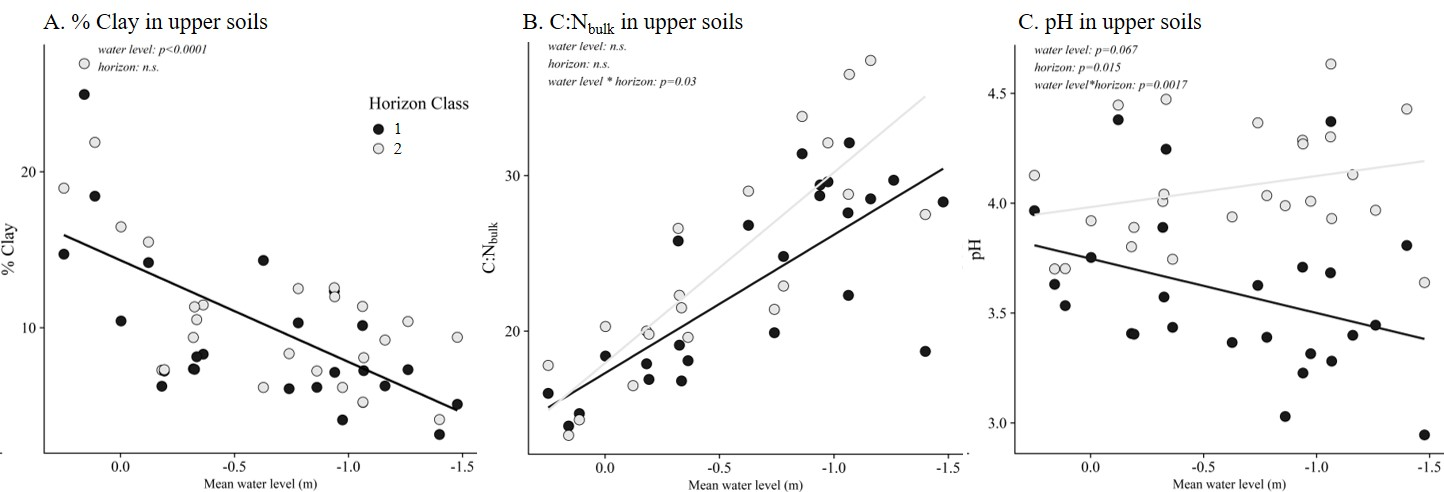 A. % Clay in upper soils
water level: p<0.0001
horizon: n.s.
Horizon Class
1
2
20
10
% Clay
0.0 -0.5 -1.0 -1.5
Mean water level (m)
B. C:Nbulk in upper soils
water level: n.s.
horizon: n.s.
water level * horizon: p=0.03
30
20
C:Nbulk
0.0 -0.5 -1.0 -1.5
Mean water level (m)
C. pH in upper soils
water level: p=0.067
horizon: p=0.015
water level*horizon: p=0.0017
4.5
4.0
3.5
3.0
pH
0.0 -0.5 -1.0 -1.5
Mean water level (m)